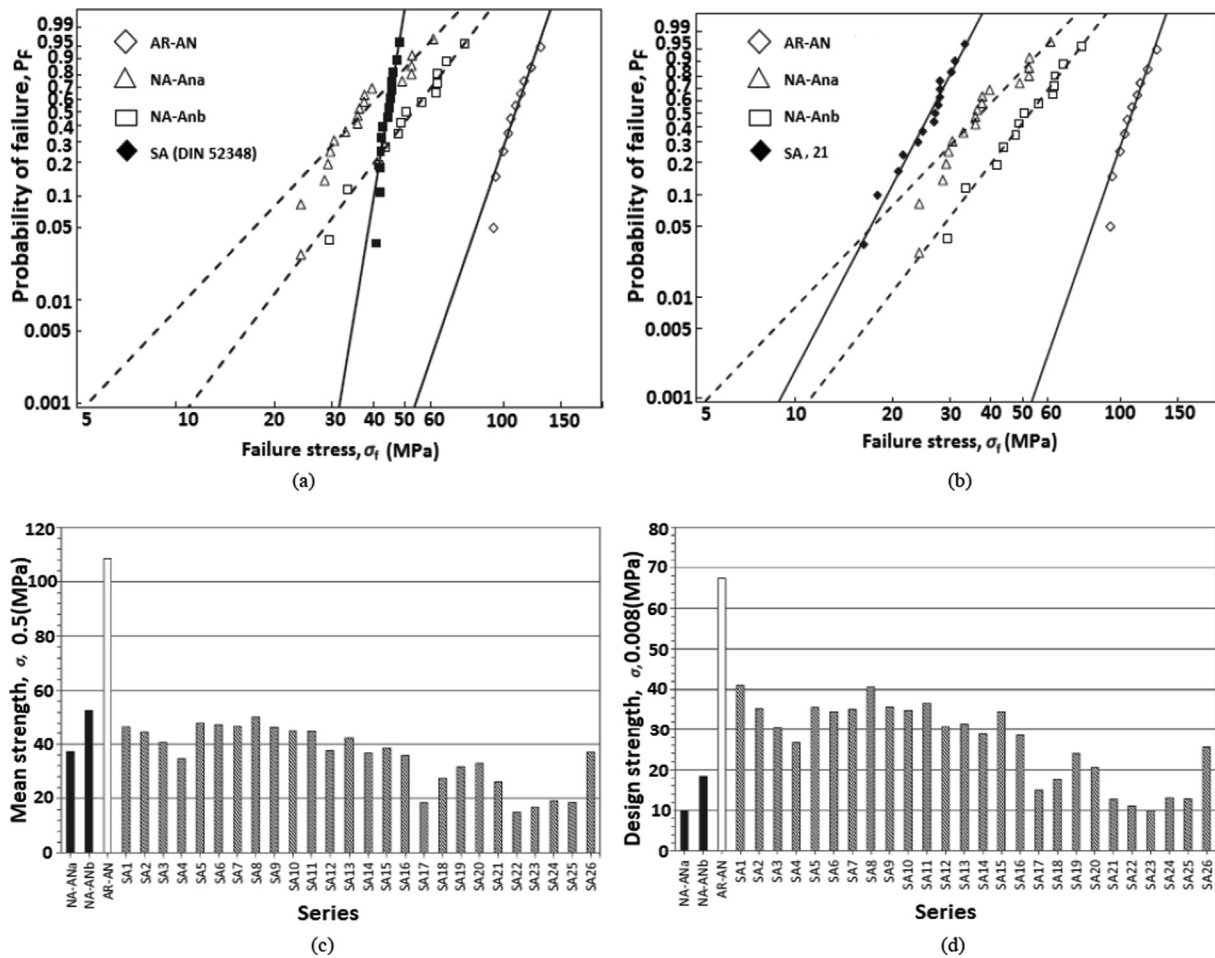 0.99
0.95
0.9
0.8
0.7
0.6
0.5
0.4
0.3
0.2
0.1
0.05
0.01
0.005
0.001
Probability of failure, PF
AR-AN
NA-Ana
NA-Anb
SA (DIN 52348)
5 10 20 30 40 50 60 100 150
Failure stress, σf (MPa)
(a)
0.99
0.95
0.9
0.8
0.7
0.6
0.5
0.4
0.3
0.2
0.1
0.05
0.01
0.005
0.001
Probability of failure, PF
AR-AN
NA-Ana
NA-Anb
SA, 21
5 10 20 30 40 50 60 100 150
Failure stress, σf (MPa)
(b)
120
100
80
60
40
20
0
Mean strength, σ, 0.5(MPa)
NA-ANa NA-ANb AR-AN SA1 SA2 SA3 SA4 SA5 SA6 SA7 SA8 SA9 SA10 SA11 SA12 SA13 SA14 SA15 SA16 SA17 SA18 SA19 SA20 SA21 SA22 SA23 SA24 SA25 SA26
Series
(c)
80
70
60
50
40
30
20
10
0
Design strength, σ,0.008(MPa)
NA-ANa NA-ANb AR-AN SA1 SA2 SA3 SA4 SA5 SA6 SA7 SA8 SA9 SA10 SA11 SA12 SA13 SA14 SA15 SA16 SA17 SA18 SA19 SA20 SA21 SA22 SA23 SA24 SA25 SA26
Series
(d)